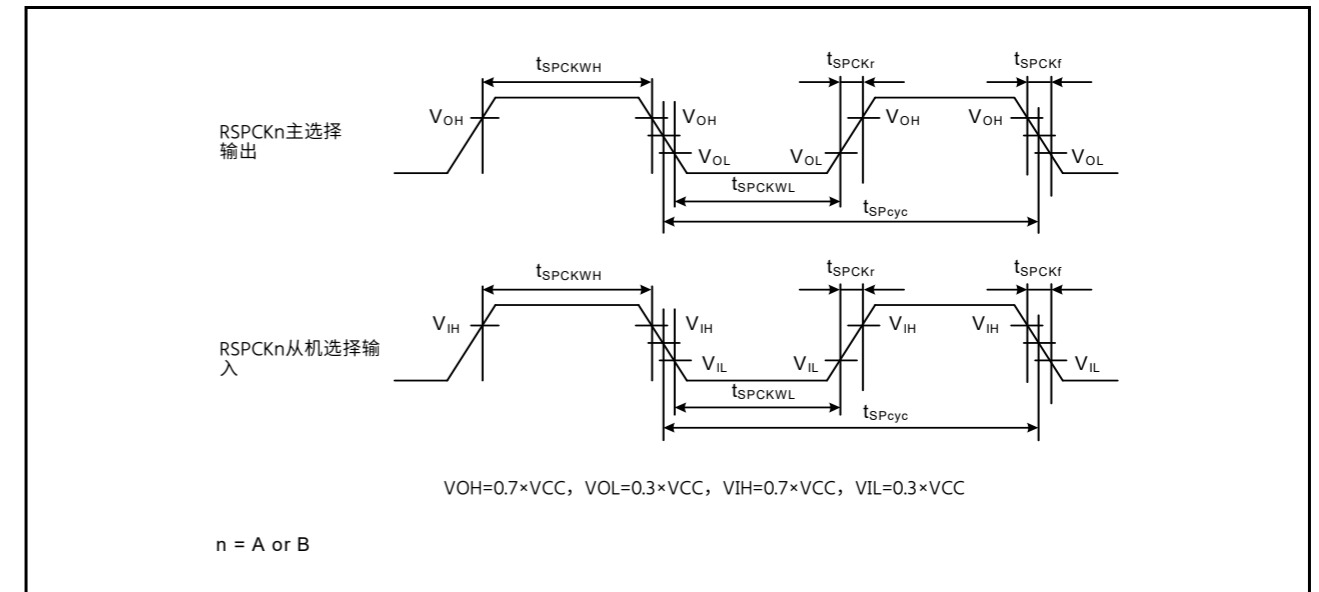 tSPCKWH
tSPCKr
tSPCKf
RSPCKn主选择
输出
VOH
VOH
VOH
VOH
VOL
VOL
VOL
tSPCKWL
tSPcyc
tSPCKWH
tSPCKr
tSPCKf
RSPCKn从机选择输
入
VIH
VIH
VIH
VIH
VIL
VIL
VIL
tSPCKWL
tSPcyc
VOH=0.7×VCC，VOL=0.3×VCC，VIH=0.7×VCC，VIL=0.3×VCC
n = A or B